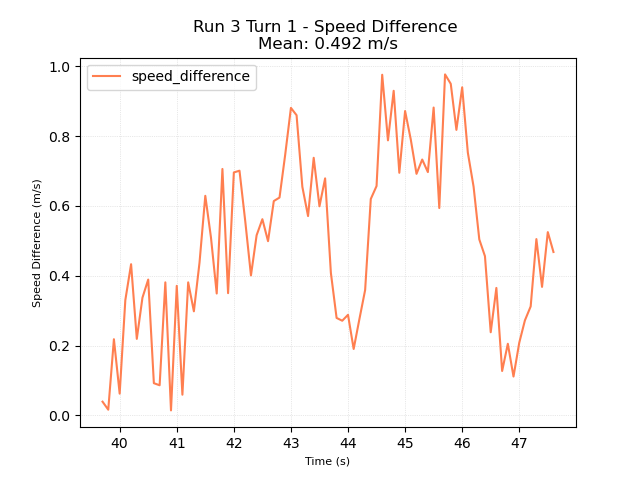 Run 3 Turn 1 - Speed Difference
Mean: 0.492 m/s
speed_difference
1.0
0.8
0.6
0.4
0.2
0.0
Speed Difference (m/s)
40 41 42 43 44 45 46 47
Time (s)